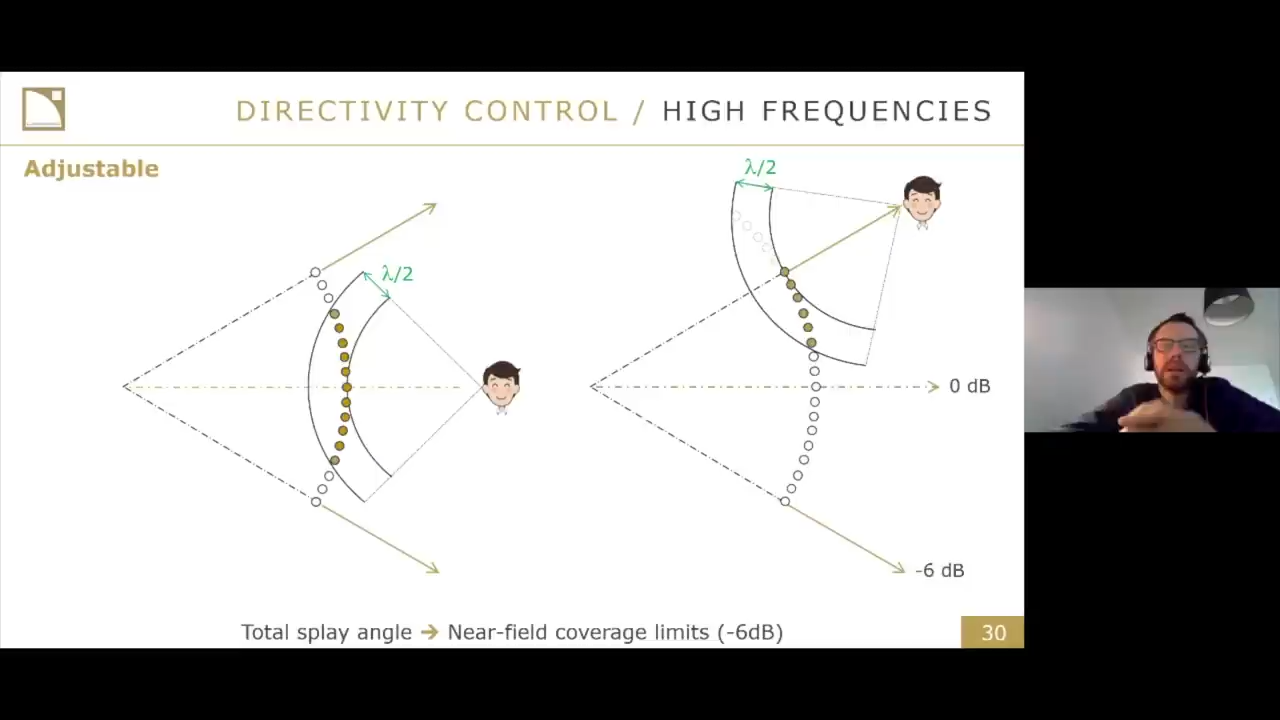 DIRECTIVITY CONTROL / HIGH FREQUENCIES
Adjustable
λ/2
λ/2
0 dB
-6 dB
Total splay angle ➔ Near-field coverage limits (-6dB)
30